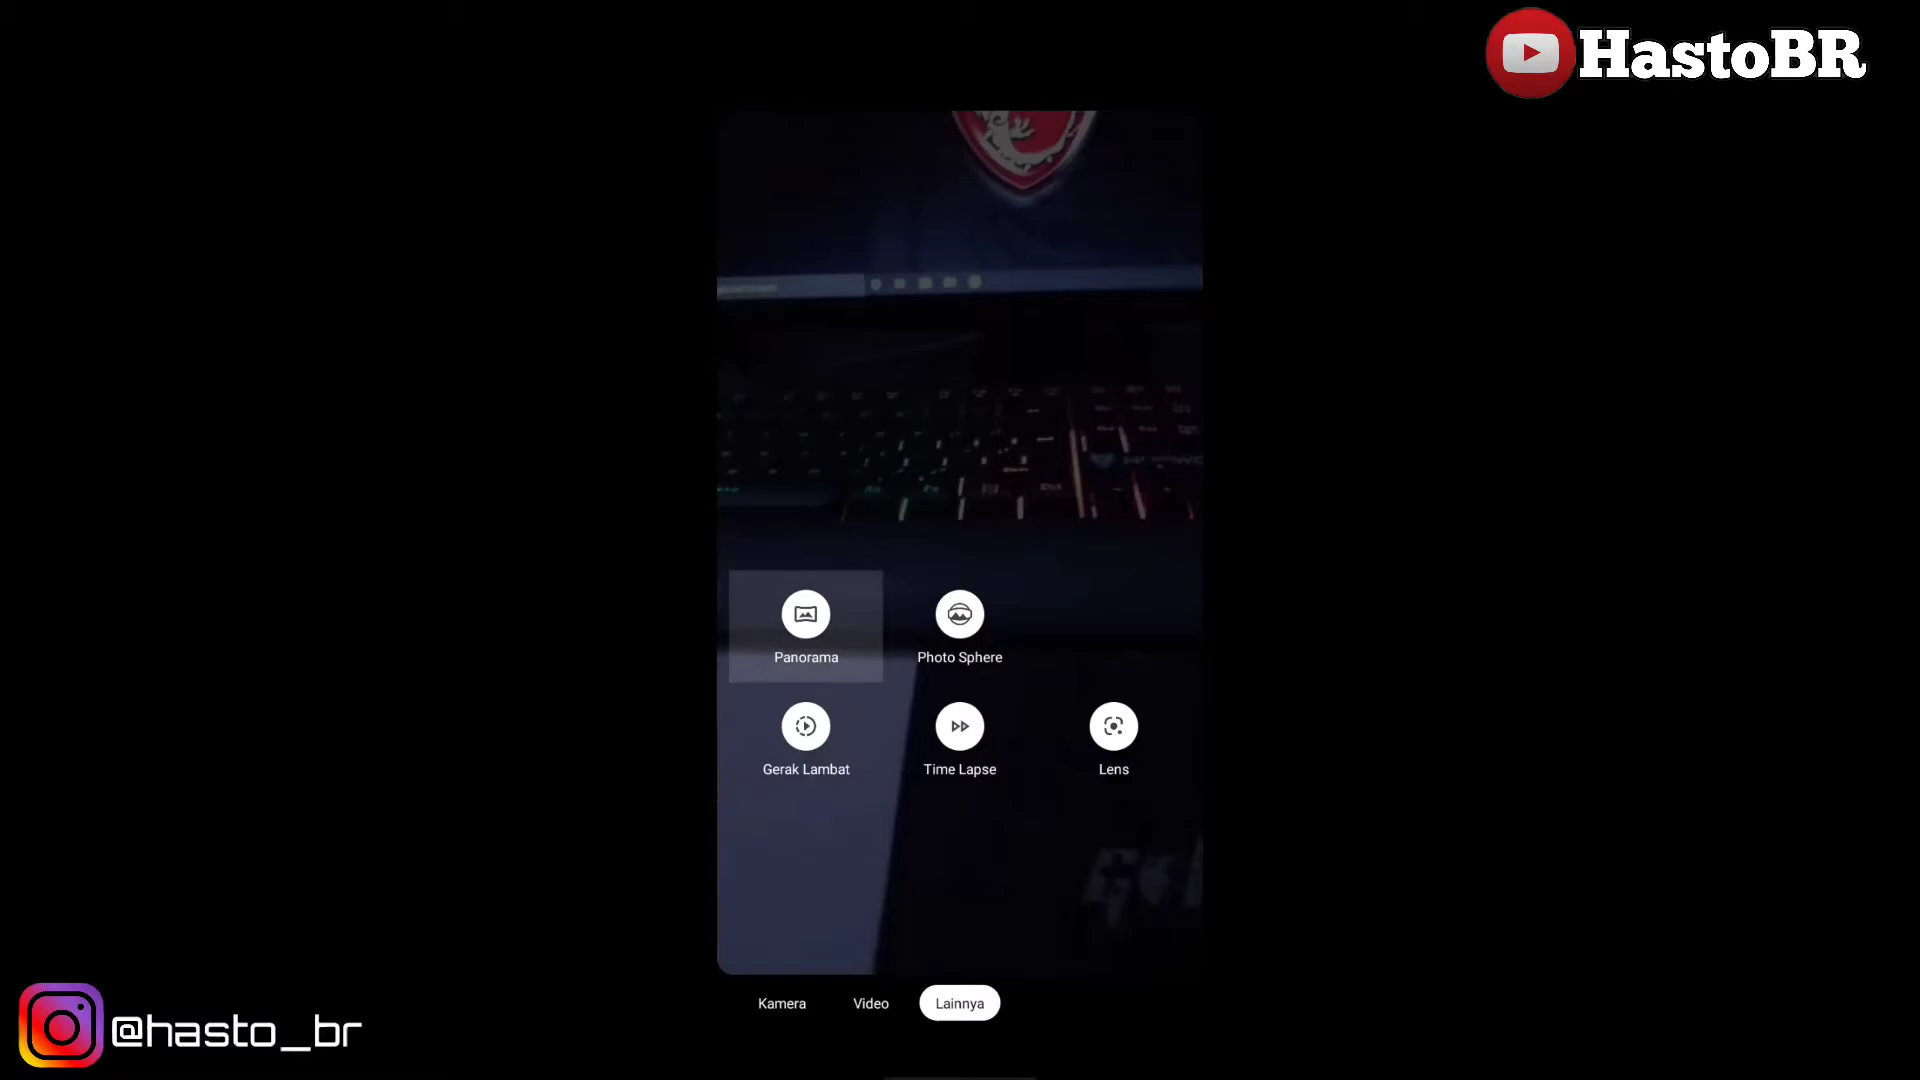 HastoBR
Panorama
Photo Sphere
Gerak Lambat
Time Lapse
Lens
Kamera
Video
Lainnya
@hasto_br